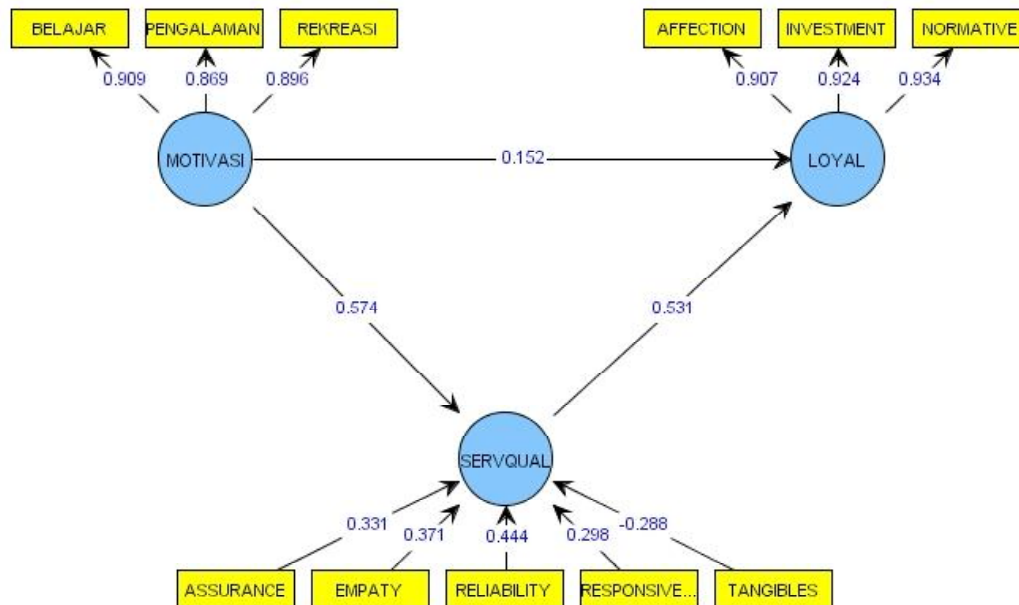 BELAJAR
PENGALAMAN
REKREASI
AFFECTION
INVESTMENT
NORMATIVE
0.909
0.869
0.896
0.907
0.924
0.934
MOTIVASI
0.152
LOYAL
0.574
0.531
SERVQUAL
0.331
0.371
0.444
0.298
-0.288
ASSURANCE
EMPATY
RELIABILITY
RESPONSIVE...
TANGIBLES